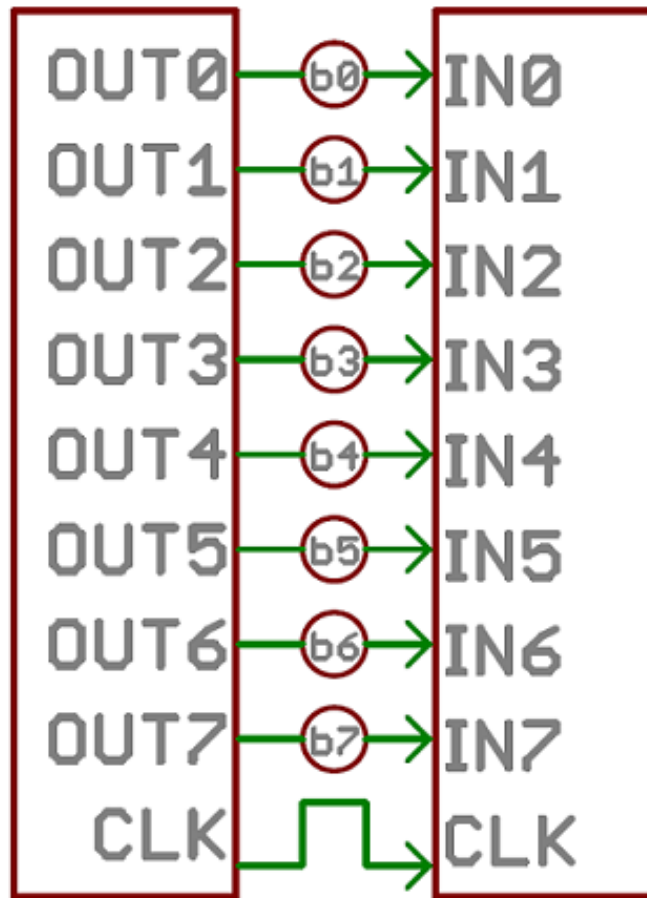 OUT0 b0 IN0
OUT1 b1 IN1
OUT2 b2 IN2
OUT3 b3 IN3
OUT4 b4 IN4
OUT5 b5 IN5
OUT6 b6 IN6
OUT7 b7 IN7
CLK CLK